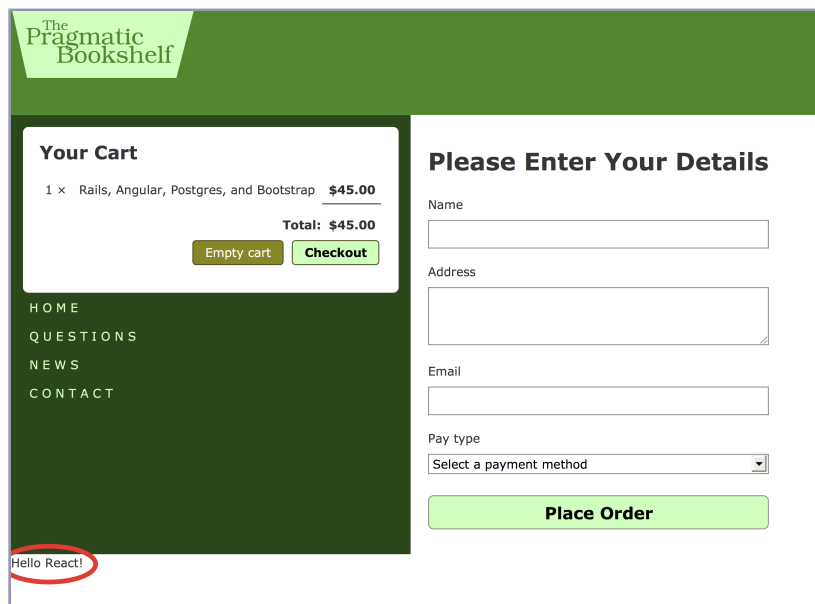 The
Pragmatic
Bookshelf
Your Cart
1 × Rails, Angular, Postgres, and Bootstrap $45.00
Total: $45.00
Empty cart Checkout
HOME
QUESTIONS
NEWS
CONTACT
Please Enter Your Details
Name
Address
Email
Pay type
Select a payment method
Place Order
Hello React!